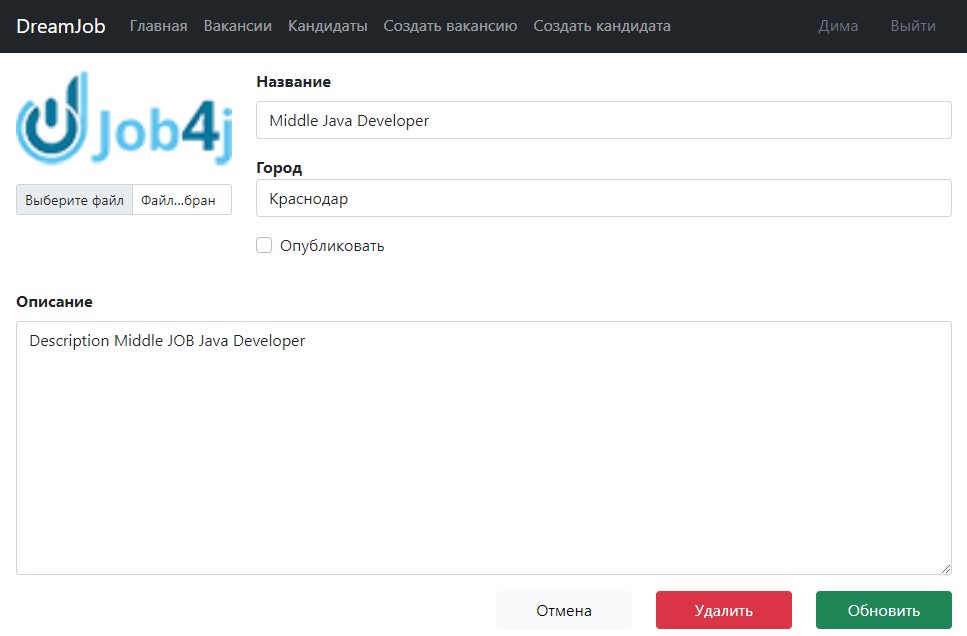 DreamJob Главная Вакансии Кандидаты Создать вакансию Создать кандидата Дима Выйти
Job4j
Название
Middle Java Developer
Город
Выберите файл Файл...бран
Краснодар
Опубликовать
Описание
Description Middle JOB Java Developer
Отмена Удалить Обновить